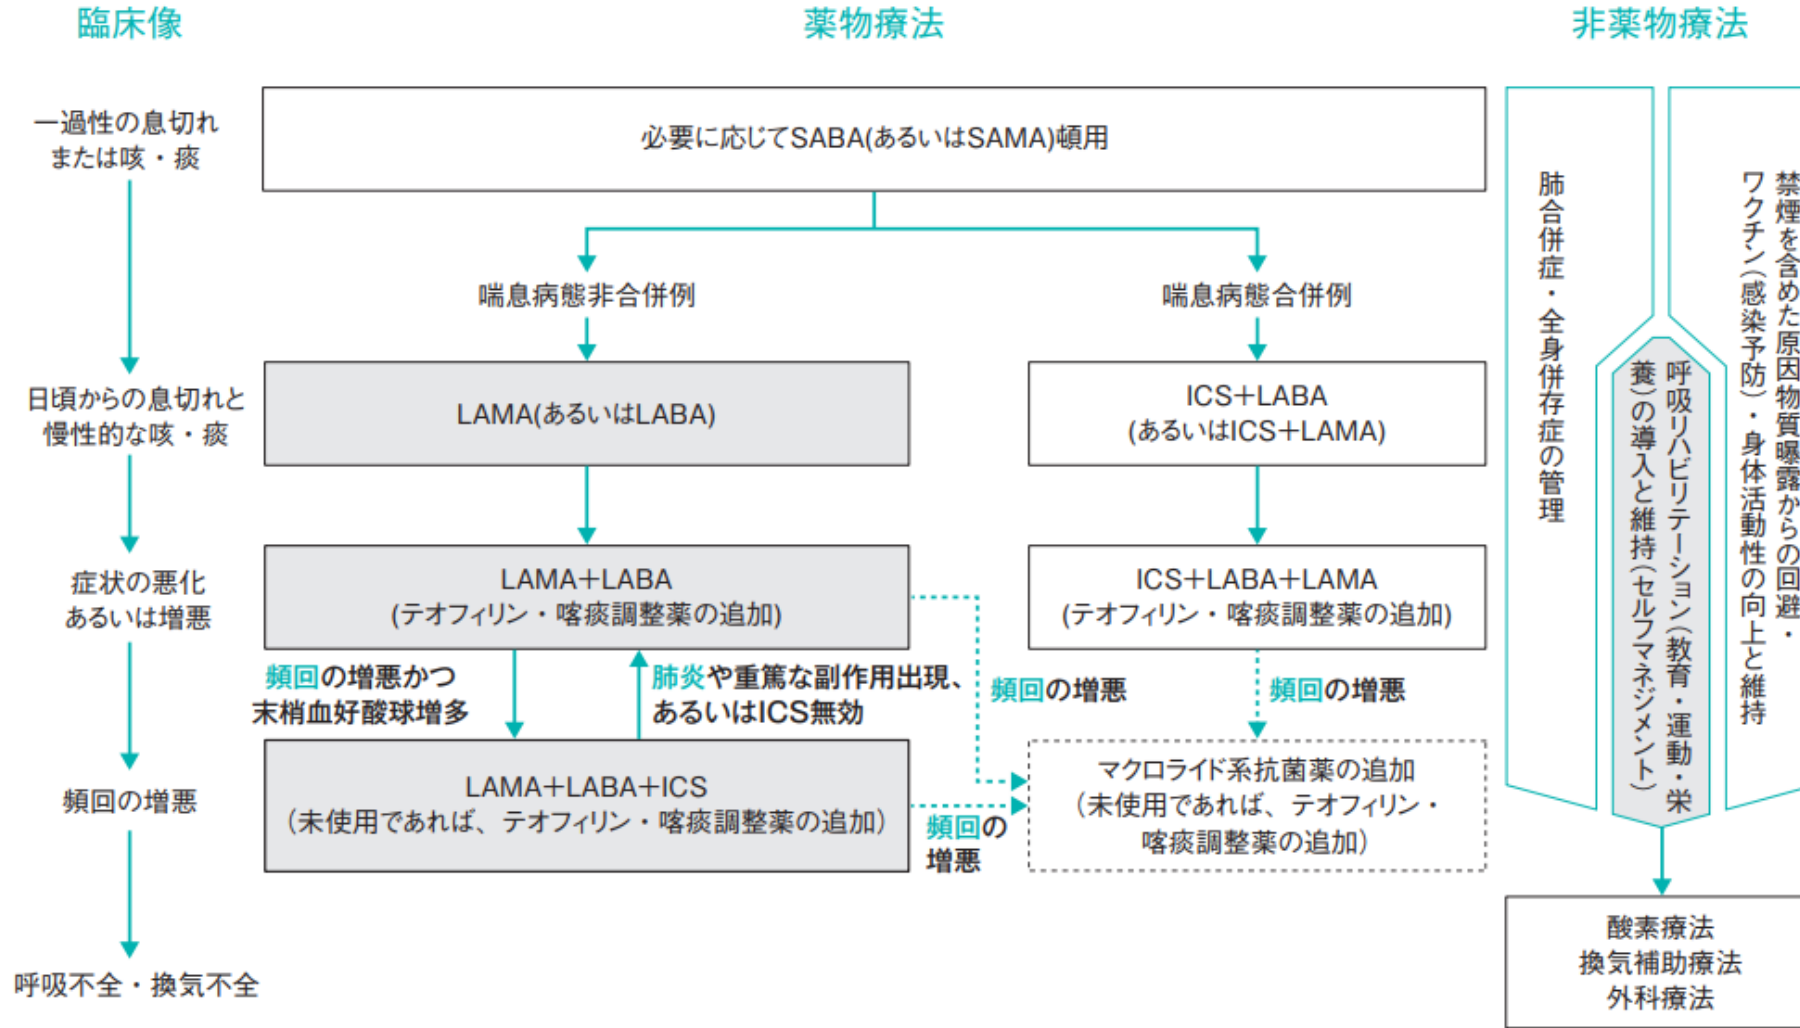 臨床像
薬物療法
非薬物療法
一過性の息切れ
または咳・痰
必要に応じてSABA(あるいはSAMA)頓用
喘息病態非合併例
喘息病態合併例
日頃からの息切れと
慢性的な咳・痰
LAMA(あるいはLABA)
ICS+LABA
(あるいはICS+LAMA)
症状の悪化
あるいは増悪
LAMA+LABA
(テオフィリン・喀痰調整薬の追加)
ICS+LABA+LAMA
(テオフィリン・喀痰調整薬の追加)
頻回の増悪かつ
末梢血好酸球増多
肺炎や重篤な副作用出現、
あるいはICS無効
頻回の増悪
頻回の増悪
頻回の増悪
LAMA+LABA+ICS
（未使用であれば、テオフィリン・喀痰調整薬の追加）
頻回の
増悪
マクロライド系抗菌薬の追加
（未使用であれば、テオフィリン・
喀痰調整薬の追加）
呼吸不全・換気不全
肺合併症・全身併存症の管理
呼吸リハビリテーション（教育・運動・栄
養）の導入と維持（セルフマネジメント）
禁煙を含めた原因物質曝露からの回避・
ワクチン（感染予防）・身体活動性の向上と維持
酸素療法
換気補助療法
外科療法